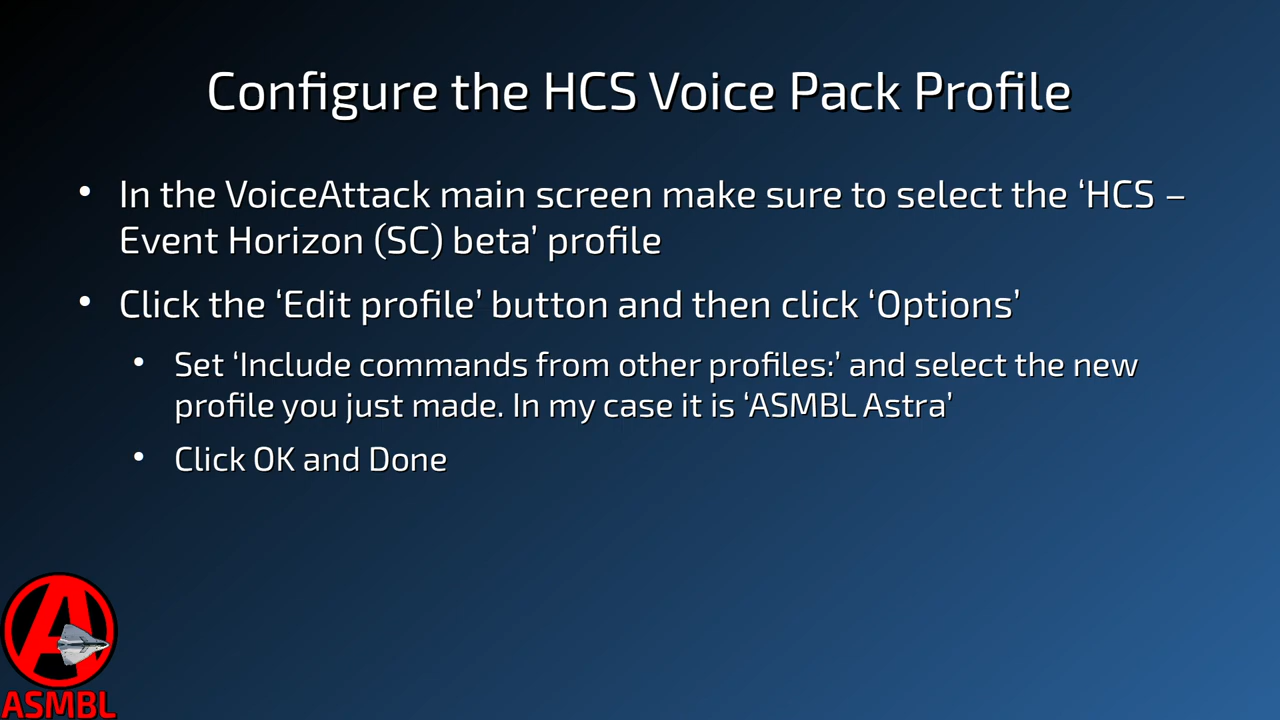 Configure the HCS Voice Pack Profile
• In the VoiceAttack main screen make sure to select the ‘HCS –
Event Horizon (SC) beta’ profile
• Click the ‘Edit profile’ button and then click ‘Options’
• Set ‘Include commands from other profiles:’ and select the new
profile you just made. In my case it is ‘ASMBL Astra’
• Click OK and Done
A
ASMBL